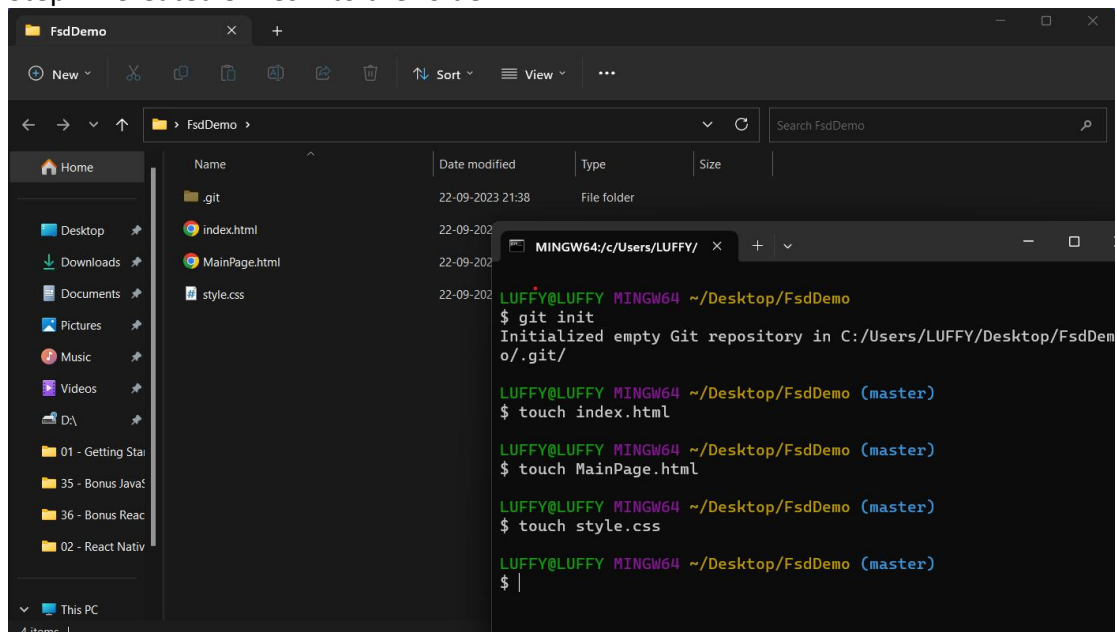 FsdDemo
New
Sort
View
FsdDemo
Search FsdDemo
Home
Name
Date modified
Type
Size
.git
22-09-2023 21:38
File folder
Desktop
index.html
22-09-202
Downloads
MainPage.html
22-09-202
Documents
style.css
22-09-202
Pictures
Music
Videos
D:\
01 - Getting Sta
35 - Bonus JavaS
36 - Bonus Reac
02 - React Nativ
This PC
MINGW64:/c/Users/LUFFY/
LUFFY@LUFFY MINGW64 ~/Desktop/FsdDemo
$ git init
Initialized empty Git repository in C:/Users/LUFFY/Desktop/FsdDem
o/.git/
LUFFY@LUFFY MINGW64 ~/Desktop/FsdDemo (master)
$ touch index.html
LUFFY@LUFFY MINGW64 ~/Desktop/FsdDemo (master)
$ touch MainPage.html
LUFFY@LUFFY MINGW64 ~/Desktop/FsdDemo (master)
$ touch style.css
LUFFY@LUFFY MINGW64 ~/Desktop/FsdDemo (master)
$